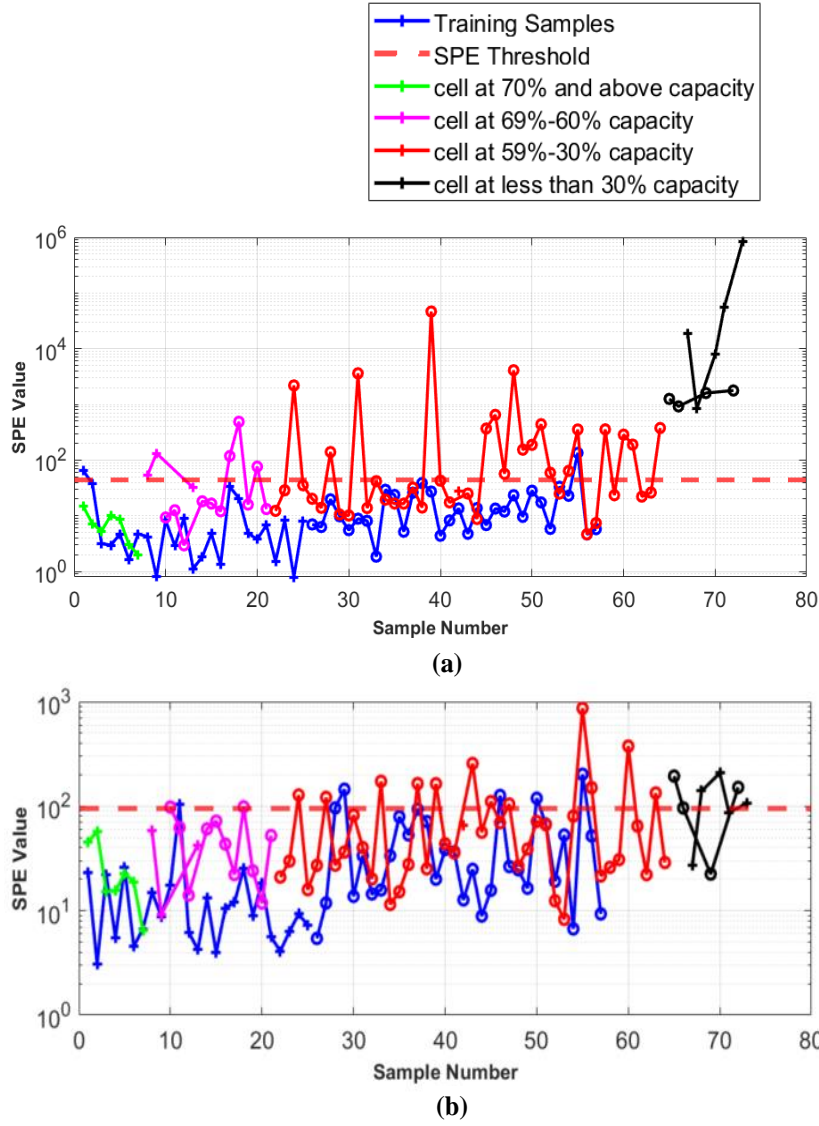 Training Samples
SPE Threshold
cell at 70% and above capacity
cell at 69%-60% capacity
cell at 59%-30% capacity
cell at less than 30% capacity
10^6
10^4
10^2
10^0
SPE Value
0 10 20 30 40 50 60 70 80
Sample Number
(a)
10^3
10^2
10^1
10^0
SPE Value
0 10 20 30 40 50 60 70 80
Sample Number
(b)